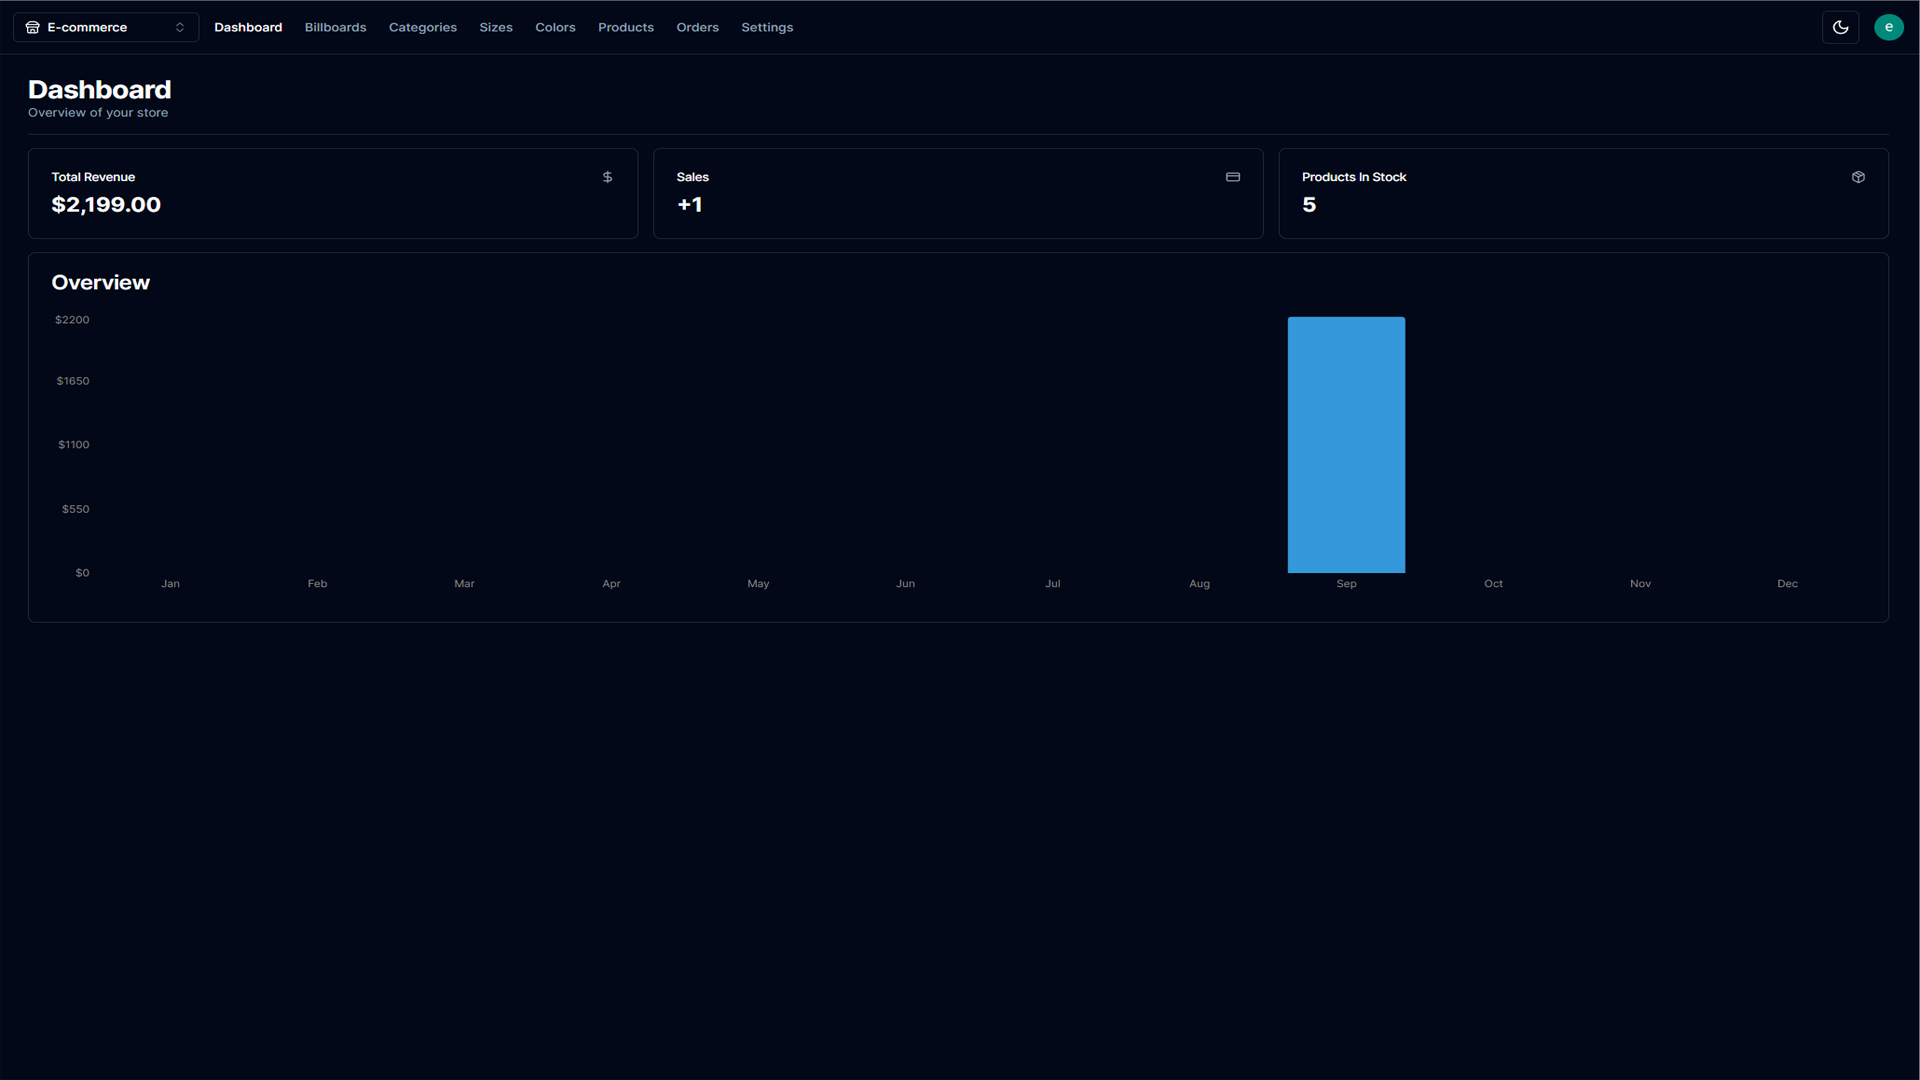 E-commerce Dashboard Billboards Categories Sizes Colors Products Orders Settings e
Dashboard
Overview of your store
Total Revenue
$2,199.00
Sales
+1
Products In Stock
5
Overview
$2200
$1650
$1100
$550
$0
Jan Feb Mar Apr May Jun Jul Aug Sep Oct Nov Dec